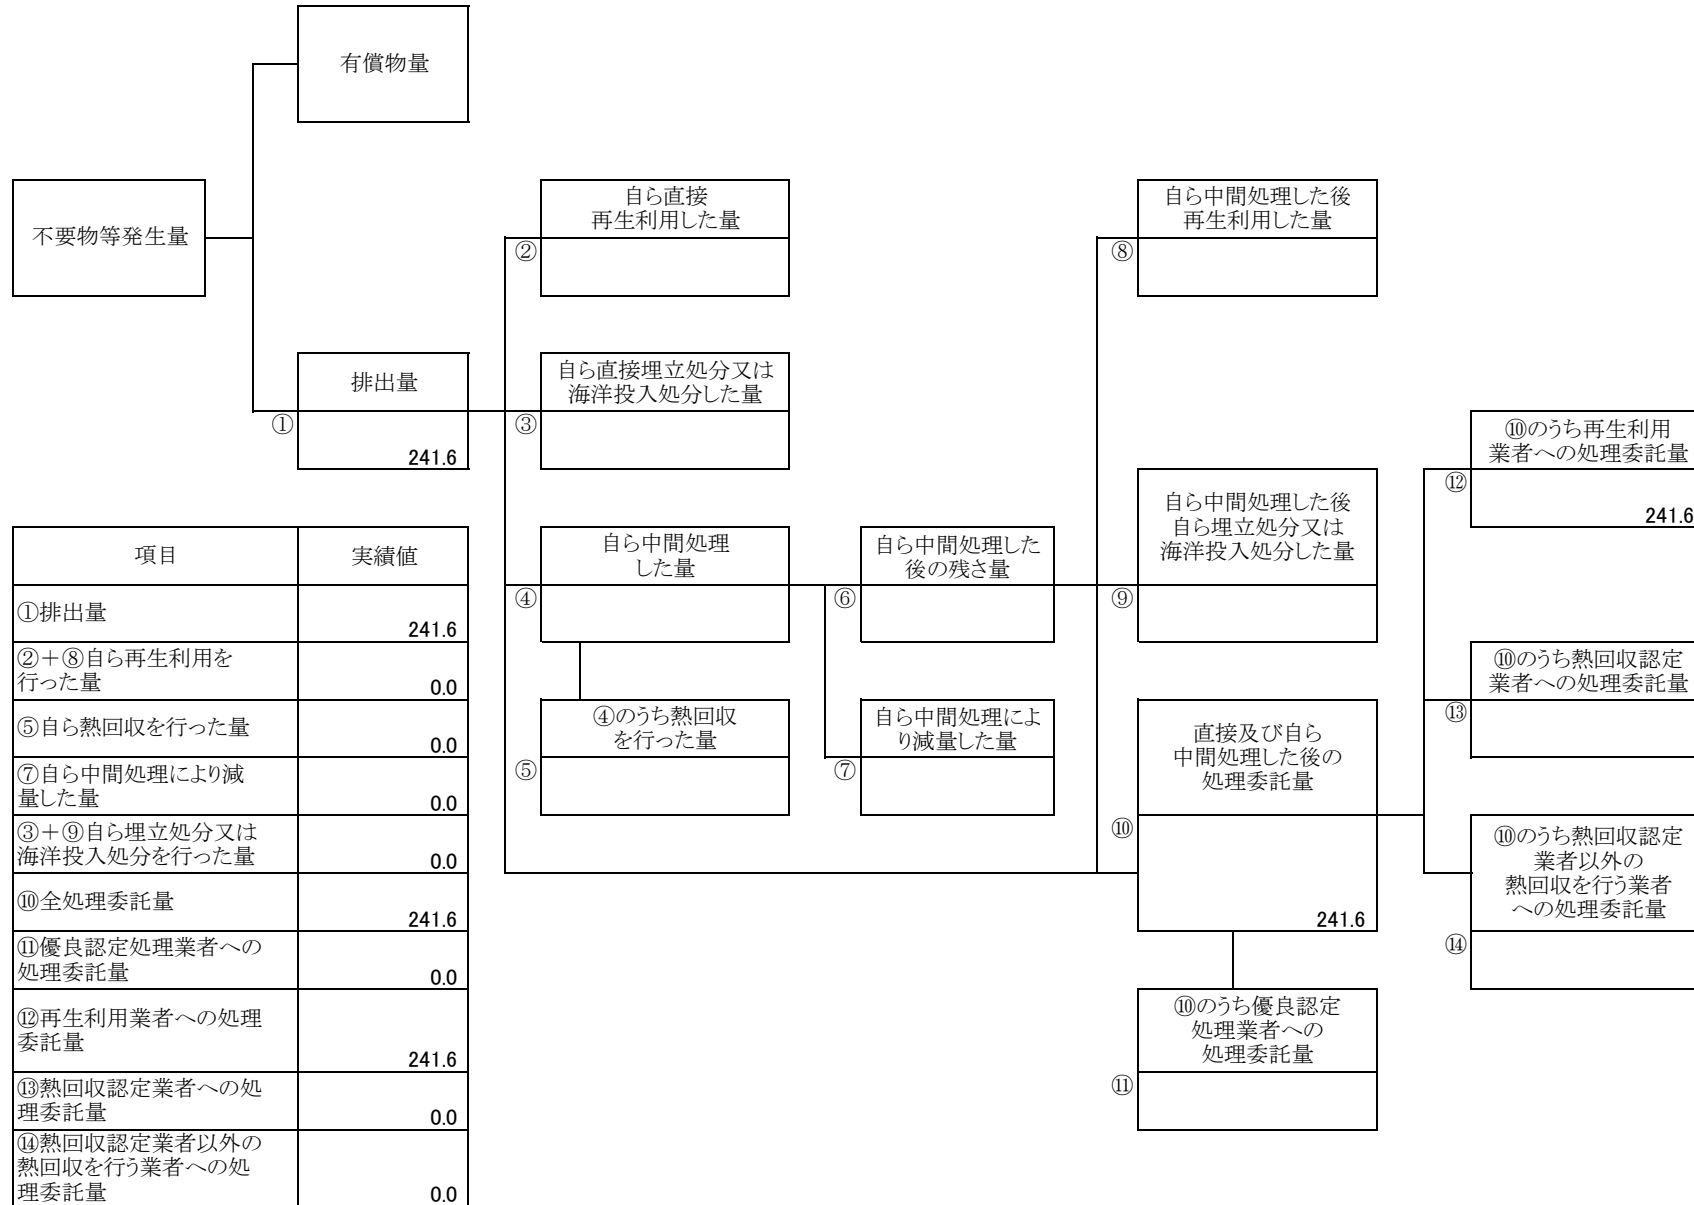 有償物量
不要物等発生量
自ら直接
再生利用した量
②
自ら中間処理した後
再生利用した量
⑧
排出量
①
241.6
自ら直接埋立処分又は
海洋投入処分した量
③
⑩のうち再生利用
業者への処理委託量
⑫
241.6
自ら中間処理した後
自ら埋立処分又は
海洋投入処分した量
⑨
自ら中間処理
した量
④
自ら中間処理した
後の残さ量
⑥
⑩のうち熱回収認定
業者への処理委託量
⑬
④のうち熱回収
を行った量
⑤
自ら中間処理によ
り減量した量
⑦
直接及び自ら
中間処理した後の
処理委託量
⑩
241.6
⑩のうち熱回収認定
業者以外の
熱回収を行う業者
への処理委託量
⑭
⑩のうち優良認定
処理業者への
処理委託量
⑪
項目 実績値
①排出量
241.6
②＋⑧自ら再生利用を
行った量
0.0
⑤自ら熱回収を行った量
0.0
⑦自ら中間処理により減
量した量
0.0
③＋⑨自ら埋立処分又は
海洋投入処分を行った量
0.0
⑩全処理委託量
241.6
⑪優良認定処理業者への
処理委託量
0.0
⑫再生利用業者への処理
委託量
241.6
⑬熱回収認定業者への処
理委託量
0.0
⑭熱回収認定業者以外の
熱回収を行う業者への処
理委託量
0.0